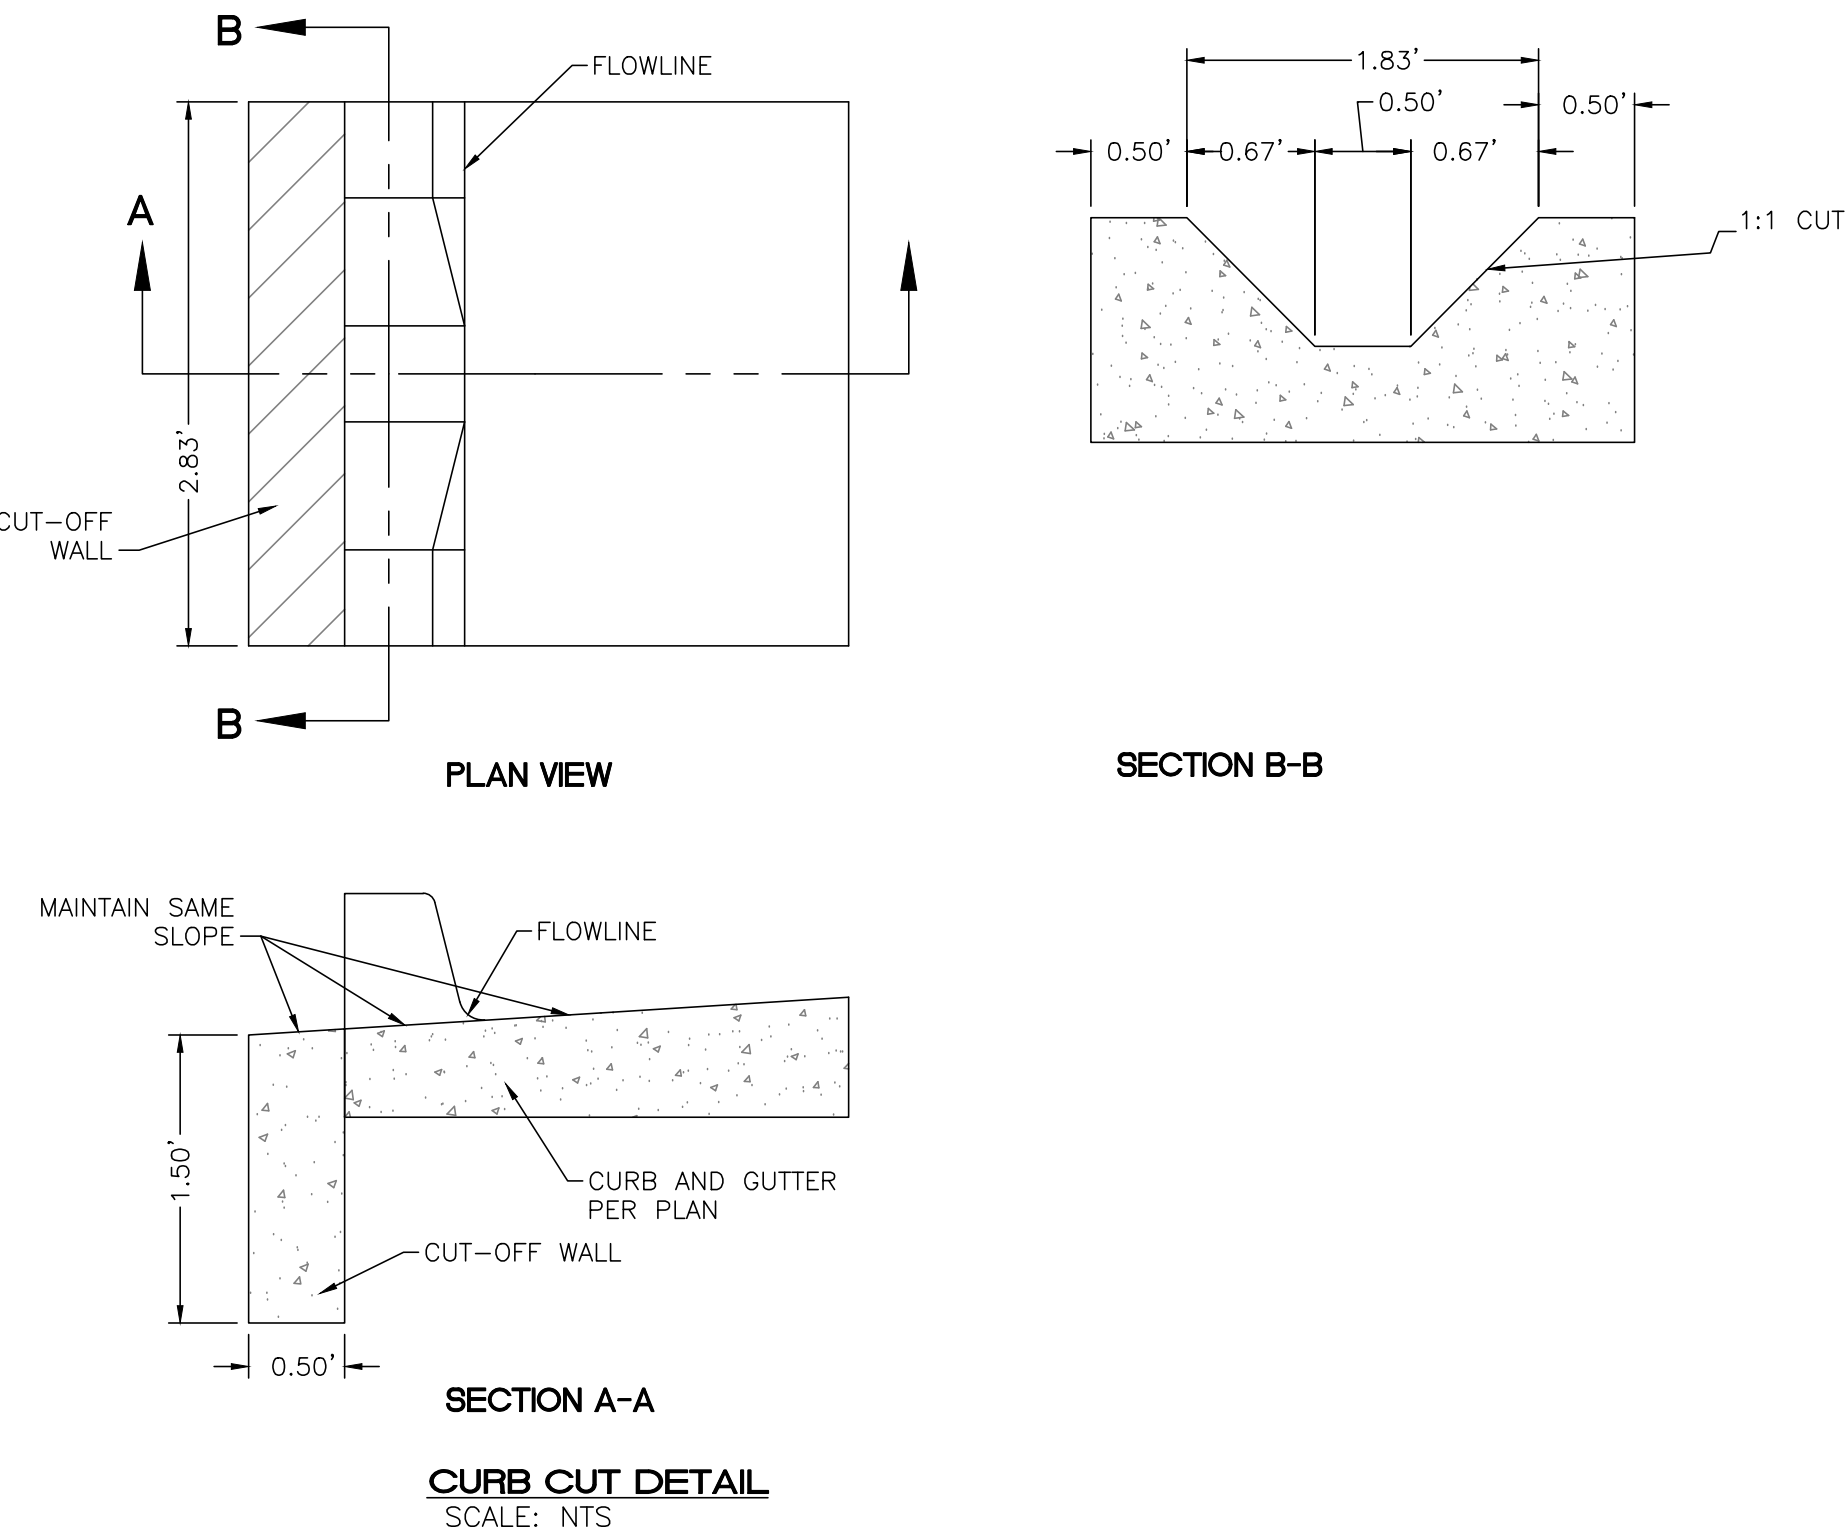 B
FLOWLINE
A
2.83'
CUT-OFF
WALL
B
PLAN VIEW
1.83'
0.50'
0.50'
0.50'
0.67'
0.67'
1:1 CUT
SECTION B-B
MAINTAIN SAME
SLOPE
FLOWLINE
1.50'
CURB AND GUTTER
PER PLAN
CUT-OFF WALL
0.50'
SECTION A-A
CURB CUT DETAIL
SCALE: NTS